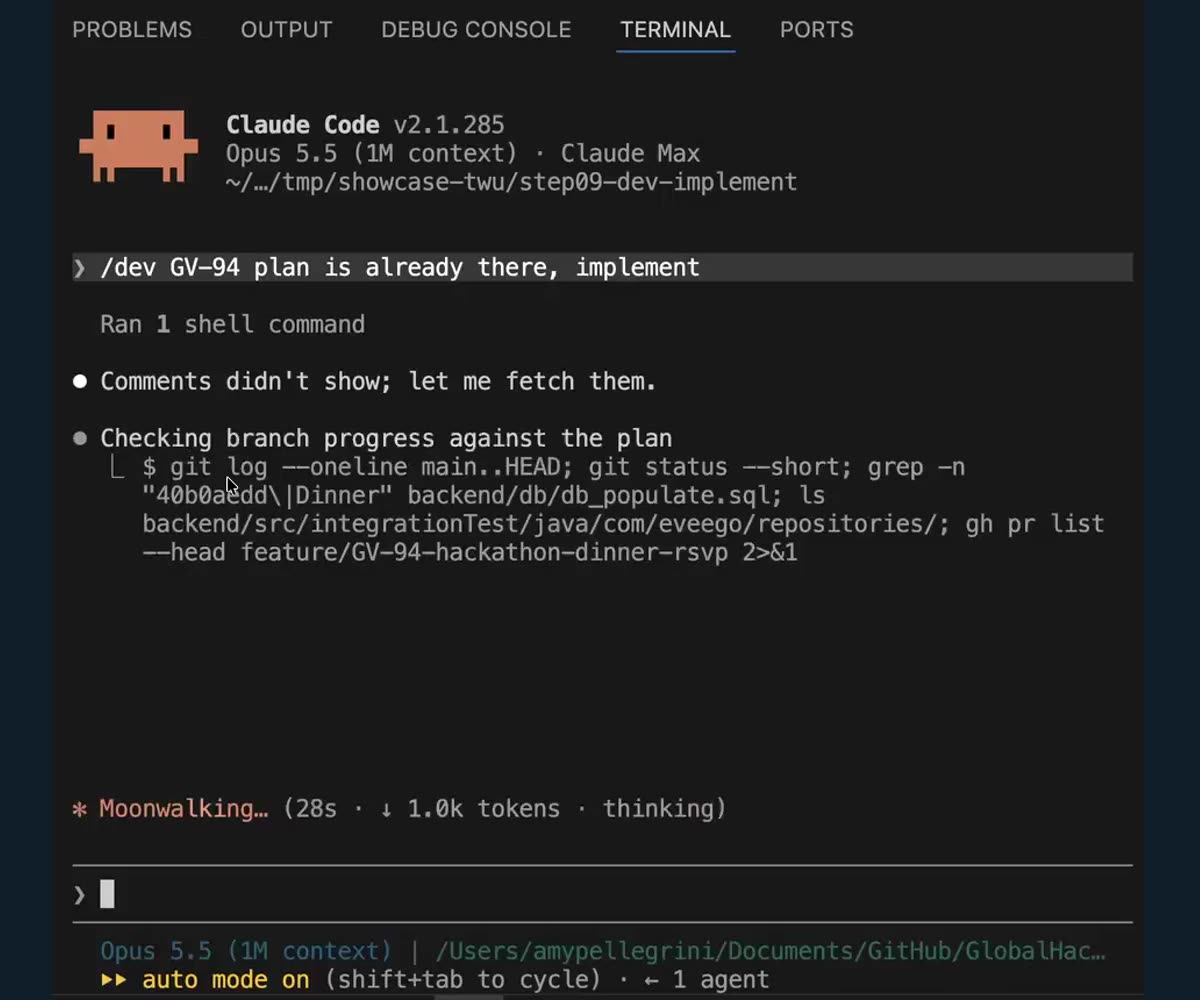 PROBLEMS OUTPUT DEBUG CONSOLE TERMINAL PORTS
Claude Code v2.1.285
Opus 5.5 (1M context) · Claude Max
~/…/tmp/showcase-twu/step09-dev-implement
❯ /dev GV-94 plan is already there, implement
Ran 1 shell command
● Comments didn't show; let me fetch them.
● Checking branch progress against the plan
⎿ $ git log --oneline main..HEAD; git status --short; grep -n
"40b0aedd\|Dinner" backend/db/db_populate.sql; ls
backend/src/integrationTest/java/com/eveego/repositories/; gh pr list
--head feature/GV-94-hackathon-dinner-rsvp 2>&1
* Moonwalking… (28s · ↓ 1.0k tokens · thinking)
❯
Opus 5.5 (1M context) | /Users/amypellegrini/Documents/GitHub/GlobalHac…
⏵⏵ auto mode on (shift+tab to cycle) · ← 1 agent